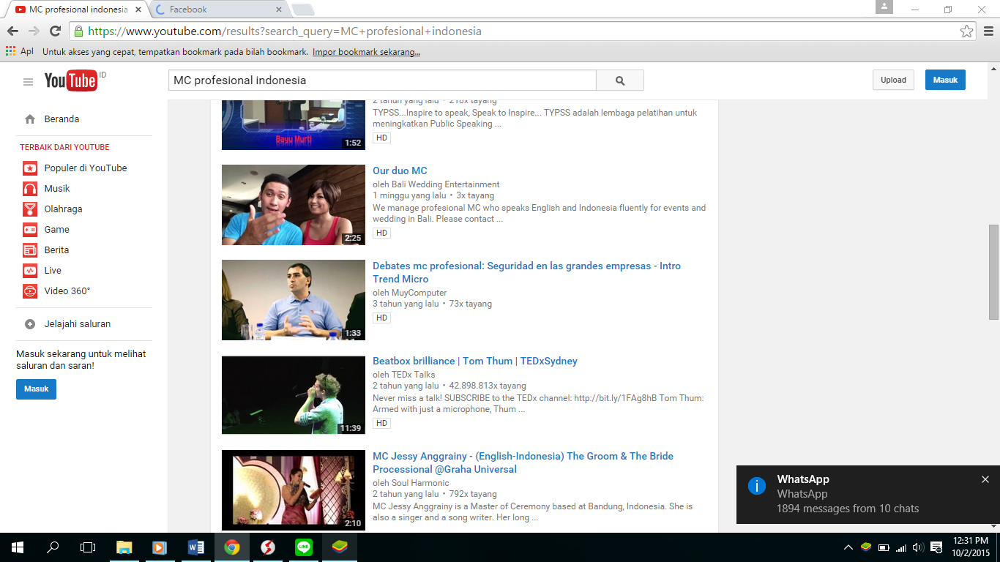 MC profesional indonesia
Facebook
https://www.youtube.com/results?search_query=MC+profesional+indonesia
Apl Untuk akses yang cepat, tempatkan bookmark pada bilah bookmark. Impor bookmark sekarang...
YouTube ID
MC profesional indonesia
Upload
Masuk
Beranda
TERBAIK DARI YOUTUBE
Populer di YouTube
Musik
Olahraga
Game
Berita
Live
Video 360°
Jelajahi saluran
Masuk sekarang untuk melihat
saluran dan saran!
Masuk
Bayu Murti
1:52
2 tahun yang lalu • 218x tayang
TYPSS...Inspire to speak, Speak to Inspire... TYPSS adalah lembaga pelatihan untuk
meningkatkan Public Speaking ...
HD
2:25
Our duo MC
oleh Bali Wedding Entertainment
1 minggu yang lalu • 3x tayang
We manage profesional MC who speaks English and Indonesia fluently for events and
wedding in Bali. Please contact ...
HD
1:33
Debates mc profesional: Seguridad en las grandes empresas - Intro
Trend Micro
oleh MuyComputer
3 tahun yang lalu • 73x tayang
HD
11:39
Beatbox brilliance | Tom Thum | TEDxSydney
oleh TEDx Talks
2 tahun yang lalu • 42.898.813x tayang
Never miss a talk! SUBSCRIBE to the TEDx channel: http://bit.ly/1FAg8hB Tom Thum:
Armed with just a microphone, Thum ...
HD
2:10
MC Jessy Anggrainy - (English-Indonesia) The Groom & The Bride
Processional @Graha Universal
oleh Soul Harmonic
2 tahun yang lalu • 792x tayang
MC Jessy Anggrainy is a Master of Ceremony based at Bandung, Indonesia. She is
also a singer and a song writer. Her long ...
WhatsApp
WhatsApp
1894 messages from 10 chats
LINE
12:31 PM
10/2/2015